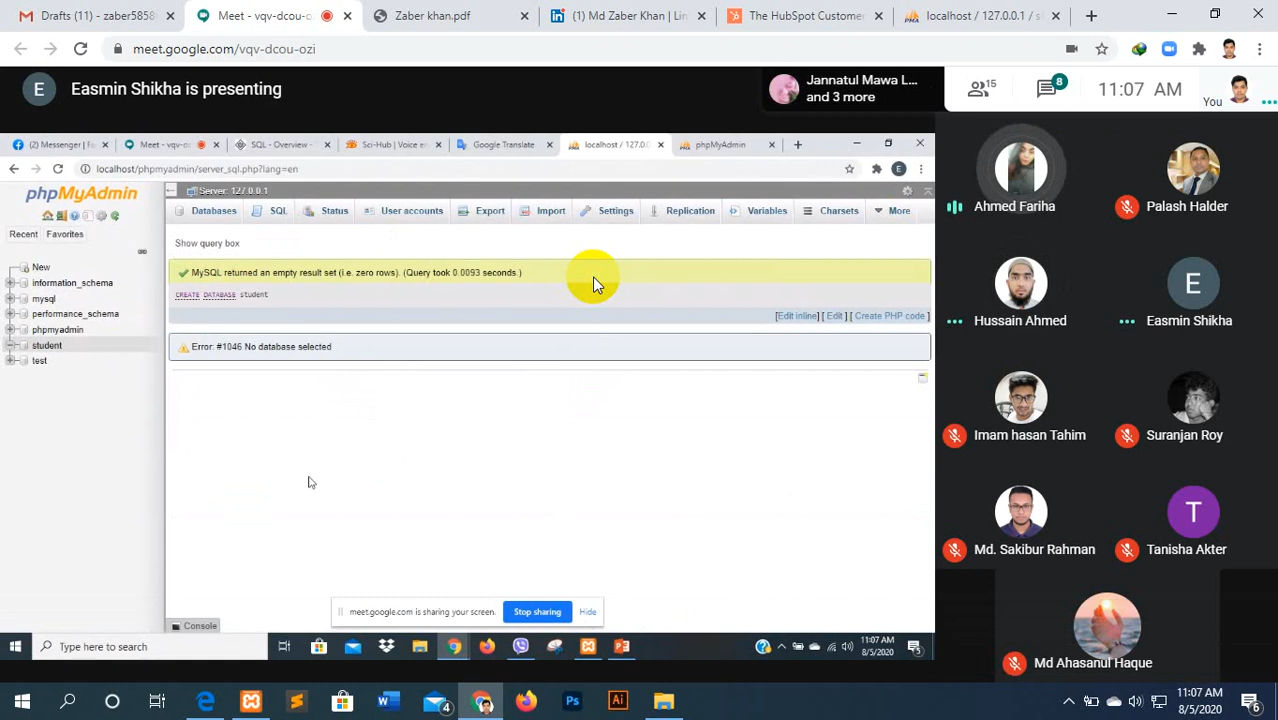 Drafts (11) - zaber5858
Meet - vqv-dcou-o
Zaber khan.pdf
(1) Md Zaber Khan | Lin
The HubSpot Customer
localhost / 127.0.0.1 / st
meet.google.com/vqv-dcou-ozi
E
Easmin Shikha is presenting
Jannatul Mawa L...
and 3 more
15
8
11:07 AM
You
(2) Messenger | Fa
Meet - vqv-do
SQL - Overview -
Sci-Hub | Voice en
Google Translate
localhost / 127.0.0
phpMyAdmin
localhost/phpmyadmin/server_sql.php?lang=en
E
phpMyAdmin
Recent
Favorites
New
information_schema
mysql
performance_schema
phpmyadmin
student
test
Server: 127.0.0.1
Databases
SQL
Status
User accounts
Export
Import
Settings
Replication
Variables
Charsets
More
Show query box
MySQL returned an empty result set (i.e. zero rows). (Query took 0.0093 seconds.)
CREATE DATABASE student
[Edit inline] [ Edit ] [ Create PHP code ]
Error: #1046 No database selected
meet.google.com is sharing your screen.
Stop sharing
Hide
Console
Type here to search
11:07 AM
8/5/2020
5
Ahmed Fariha
Palash Halder
Hussain Ahmed
E
Easmin Shikha
Imam hasan Tahim
Suranjan Roy
Md. Sakibur Rahman
T
Tanisha Akter
Md Ahasanul Haque
4
Ps
Ai
11:07 AM
8/5/2020
6